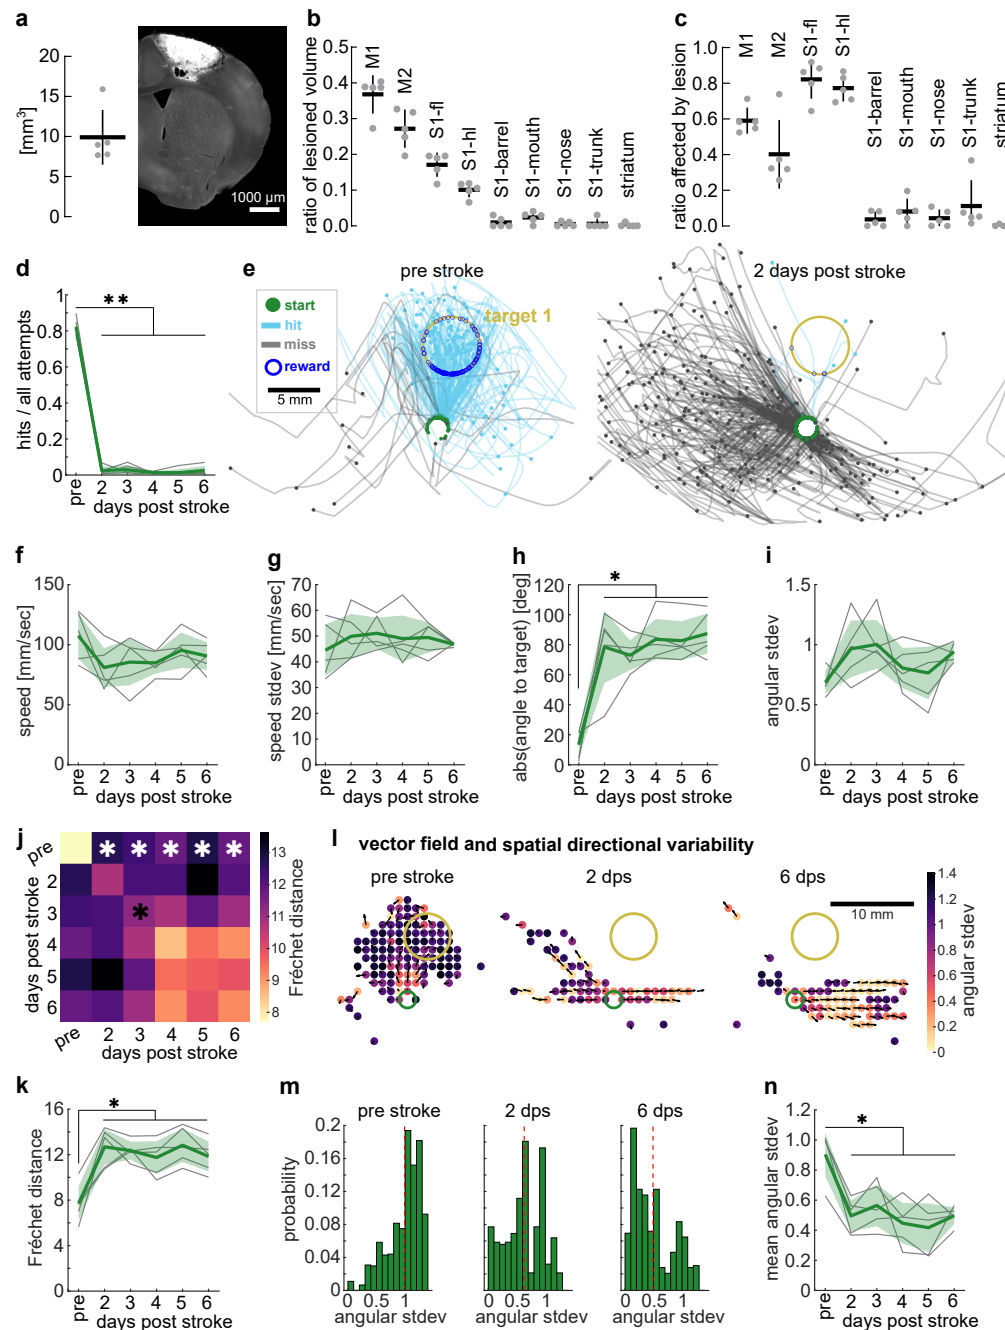 a
[mm³]
20
15
10
5
0
1000 µm
b
ratio of lesioned volume
0.5
0.4
0.3
0.2
0.1
0.0
M1
M2
S1-fl
S1-hl
S1-barrel
S1-mouth
S1-nose
S1-trunk
striatum
c
ratio affected by lesion
1.0
0.8
0.6
0.4
0.2
0.0
M1
M2
S1-fl
S1-hl
S1-barrel
S1-mouth
S1-nose
S1-trunk
striatum
d
hits / all attempts
1
0.8
0.6
0.4
0.2
0
**
pre 2 3 4 5 6
days post stroke
e
pre stroke
2 days post stroke
start
hit
miss
reward
5 mm
target 1
f
speed [mm/sec]
150
100
50
0
pre 2 3 4 5 6
days post stroke
g
speed stdev [mm/sec]
70
60
50
40
30
20
10
0
pre 2 3 4 5 6
days post stroke
h
abs(angle to target) [deg]
120
100
80
60
40
20
0
*
pre 2 3 4 5 6
days post stroke
i
angular stdev
1.5
1
0.5
0
pre 2 3 4 5 6
days post stroke
j
pre
2
3
4
5
6
days post stroke
* * * * *
*
pre 2 3 4 5 6
days post stroke
13
12
11
10
9
8
Fréchet distance
l
vector field and spatial directional variability
pre stroke
2 dps
6 dps
10 mm
1.4
1.2
1
0.8
0.6
0.4
0.2
0
angular stdev
k
Fréchet distance
16
12
8
4
0
*
pre 2 3 4 5 6
days post stroke
m
pre stroke
2 dps
6 dps
probability
0.2
0.16
0.12
0.08
0.04
0
0 0.5 1
angular stdev
0 0.5 1
angular stdev
0 0.5 1
angular stdev
n
mean angular stdev
1.2
1.0
0.8
0.6
0.4
0.2
0
*
pre 2 3 4 5 6
days post stroke